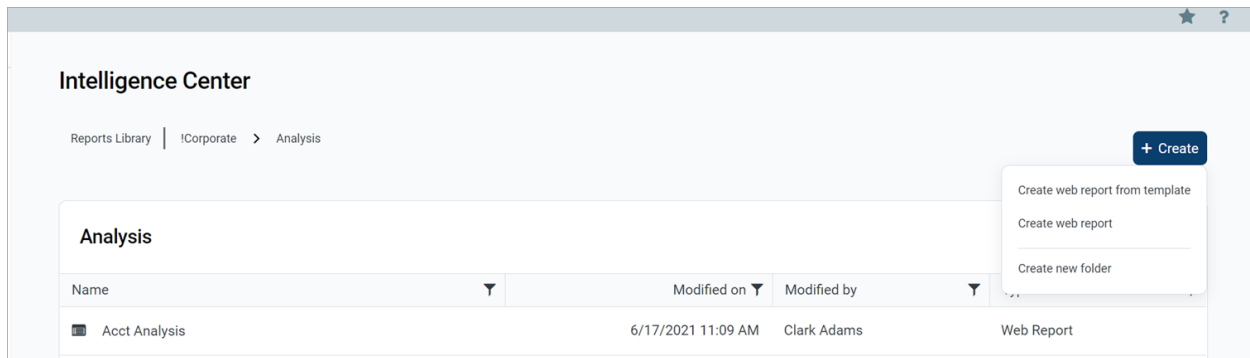 ?
Intelligence Center
Reports Library | !Corporate > Analysis
+ Create
Create web report from template
Create web report
Create new folder
Analysis
Name Modified on Modified by
Acct Analysis 6/17/2021 11:09 AM Clark Adams Web Report